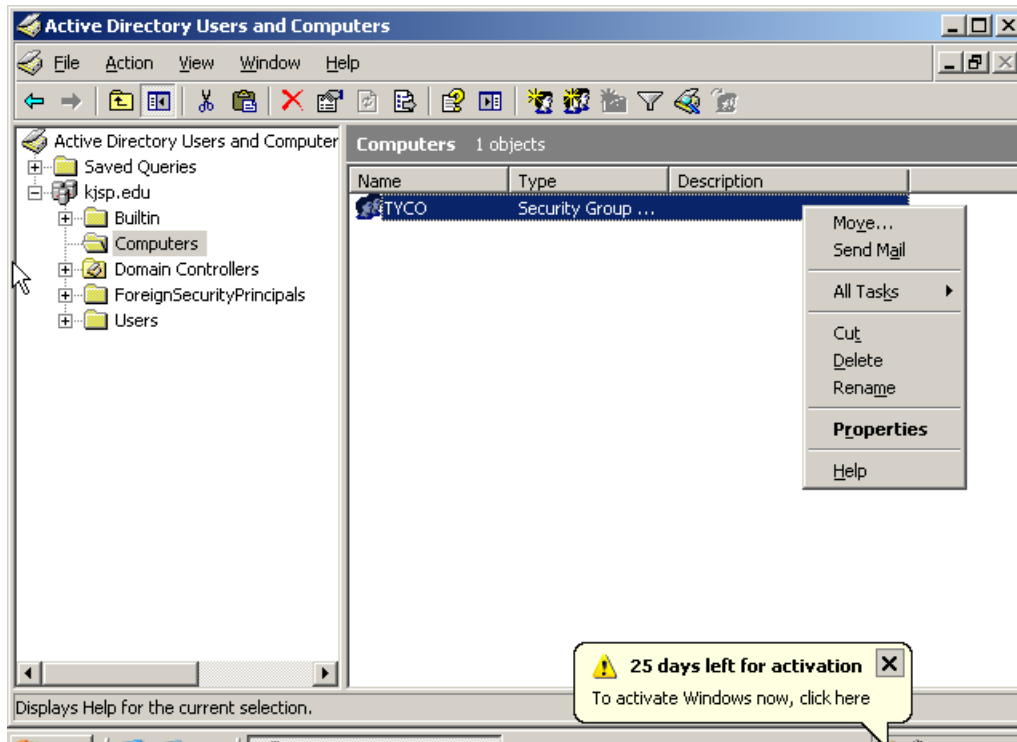 Active Directory Users and Computers
File Action View Window Help
Active Directory Users and Computer
Saved Queries
kjsp.edu
Builtin
Computers
Domain Controllers
ForeignSecurityPrincipals
Users
Computers 1 objects
Name Type Description
TYCO Security Group ...
Move...
Send Mail
All Tasks
Cut
Delete
Rename
Properties
Help
25 days left for activation
To activate Windows now, click here
Displays Help for the current selection.